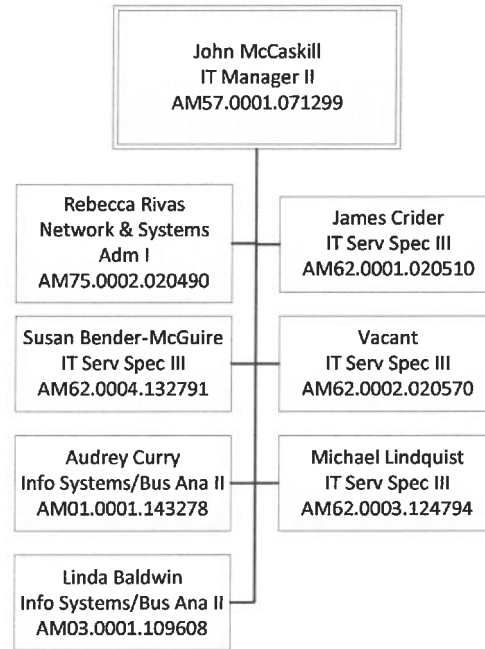 John McCaskill
IT Manager II
AM57.0001.071299
Rebecca Rivas
Network & Systems
Adm I
AM75.0002.020490
James Crider
IT Serv Spec III
AM62.0001.020510
Susan Bender-McGuire
IT Serv Spec III
AM62.0004.132791
Vacant
IT Serv Spec III
AM62.0002.020570
Audrey Curry
Info Systems/Bus Ana II
AM01.0001.143278
Michael Lindquist
IT Serv Spec III
AM62.0003.124794
Linda Baldwin
Info Systems/Bus Ana II
AM03.0001.109608